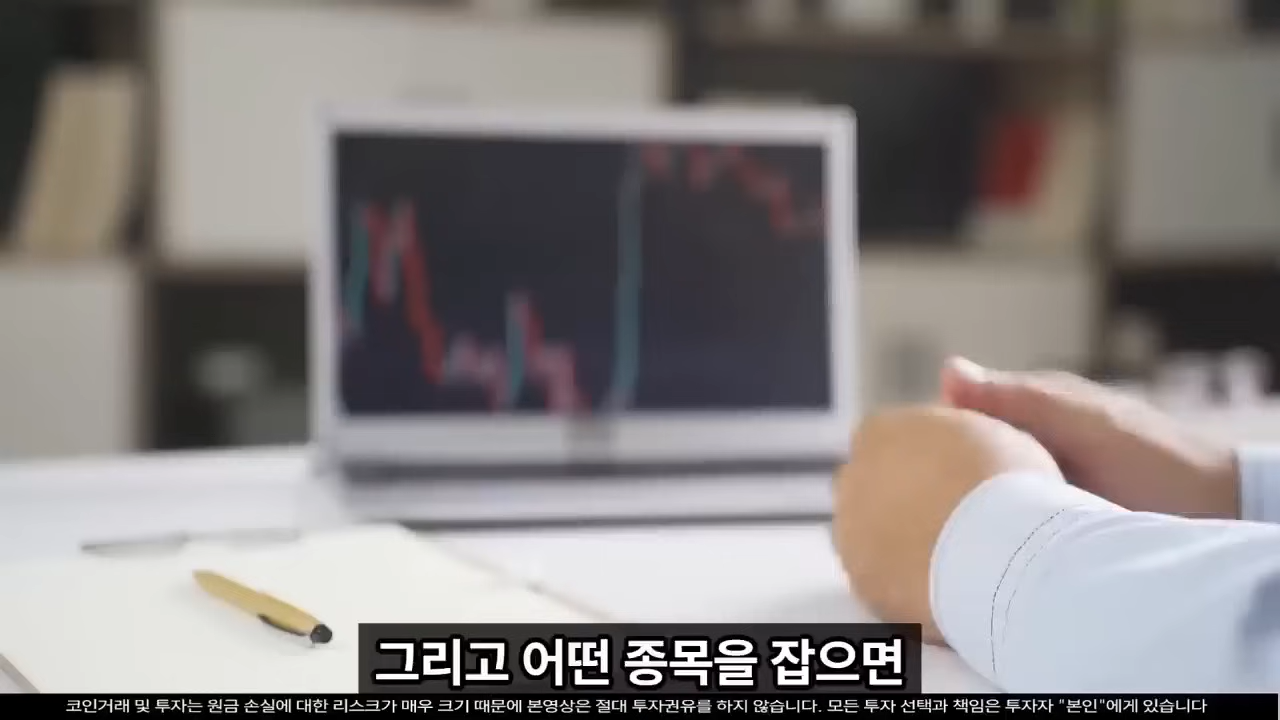 그리고 어떤 종목을 잡으면
코인거래 및 투자는 원금 손실에 대한 리스크가 매우 크기 때문에 본영상은 절대 투자권유를 하지 않습니다. 모든 투자 선택과 책임은 투자자 "본인"에게 있습니다